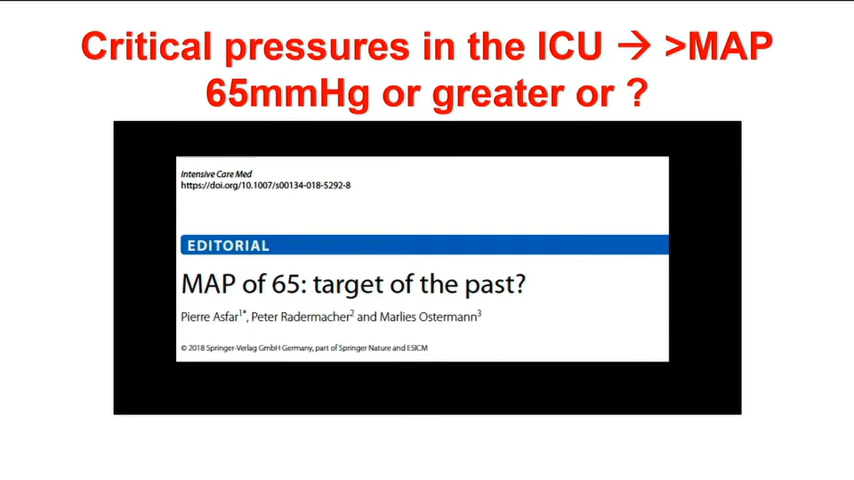 Critical pressures in the ICU → >MAP
65mmHg or greater or ?
Intensive Care Med
https://doi.org/10.1007/s00134-018-5292-8
EDITORIAL
MAP of 65: target of the past?
Pierre Asfar1*, Peter Radermacher2 and Marlies Ostermann3
© 2018 Springer-Verlag GmbH Germany, part of Springer Nature and ESICM